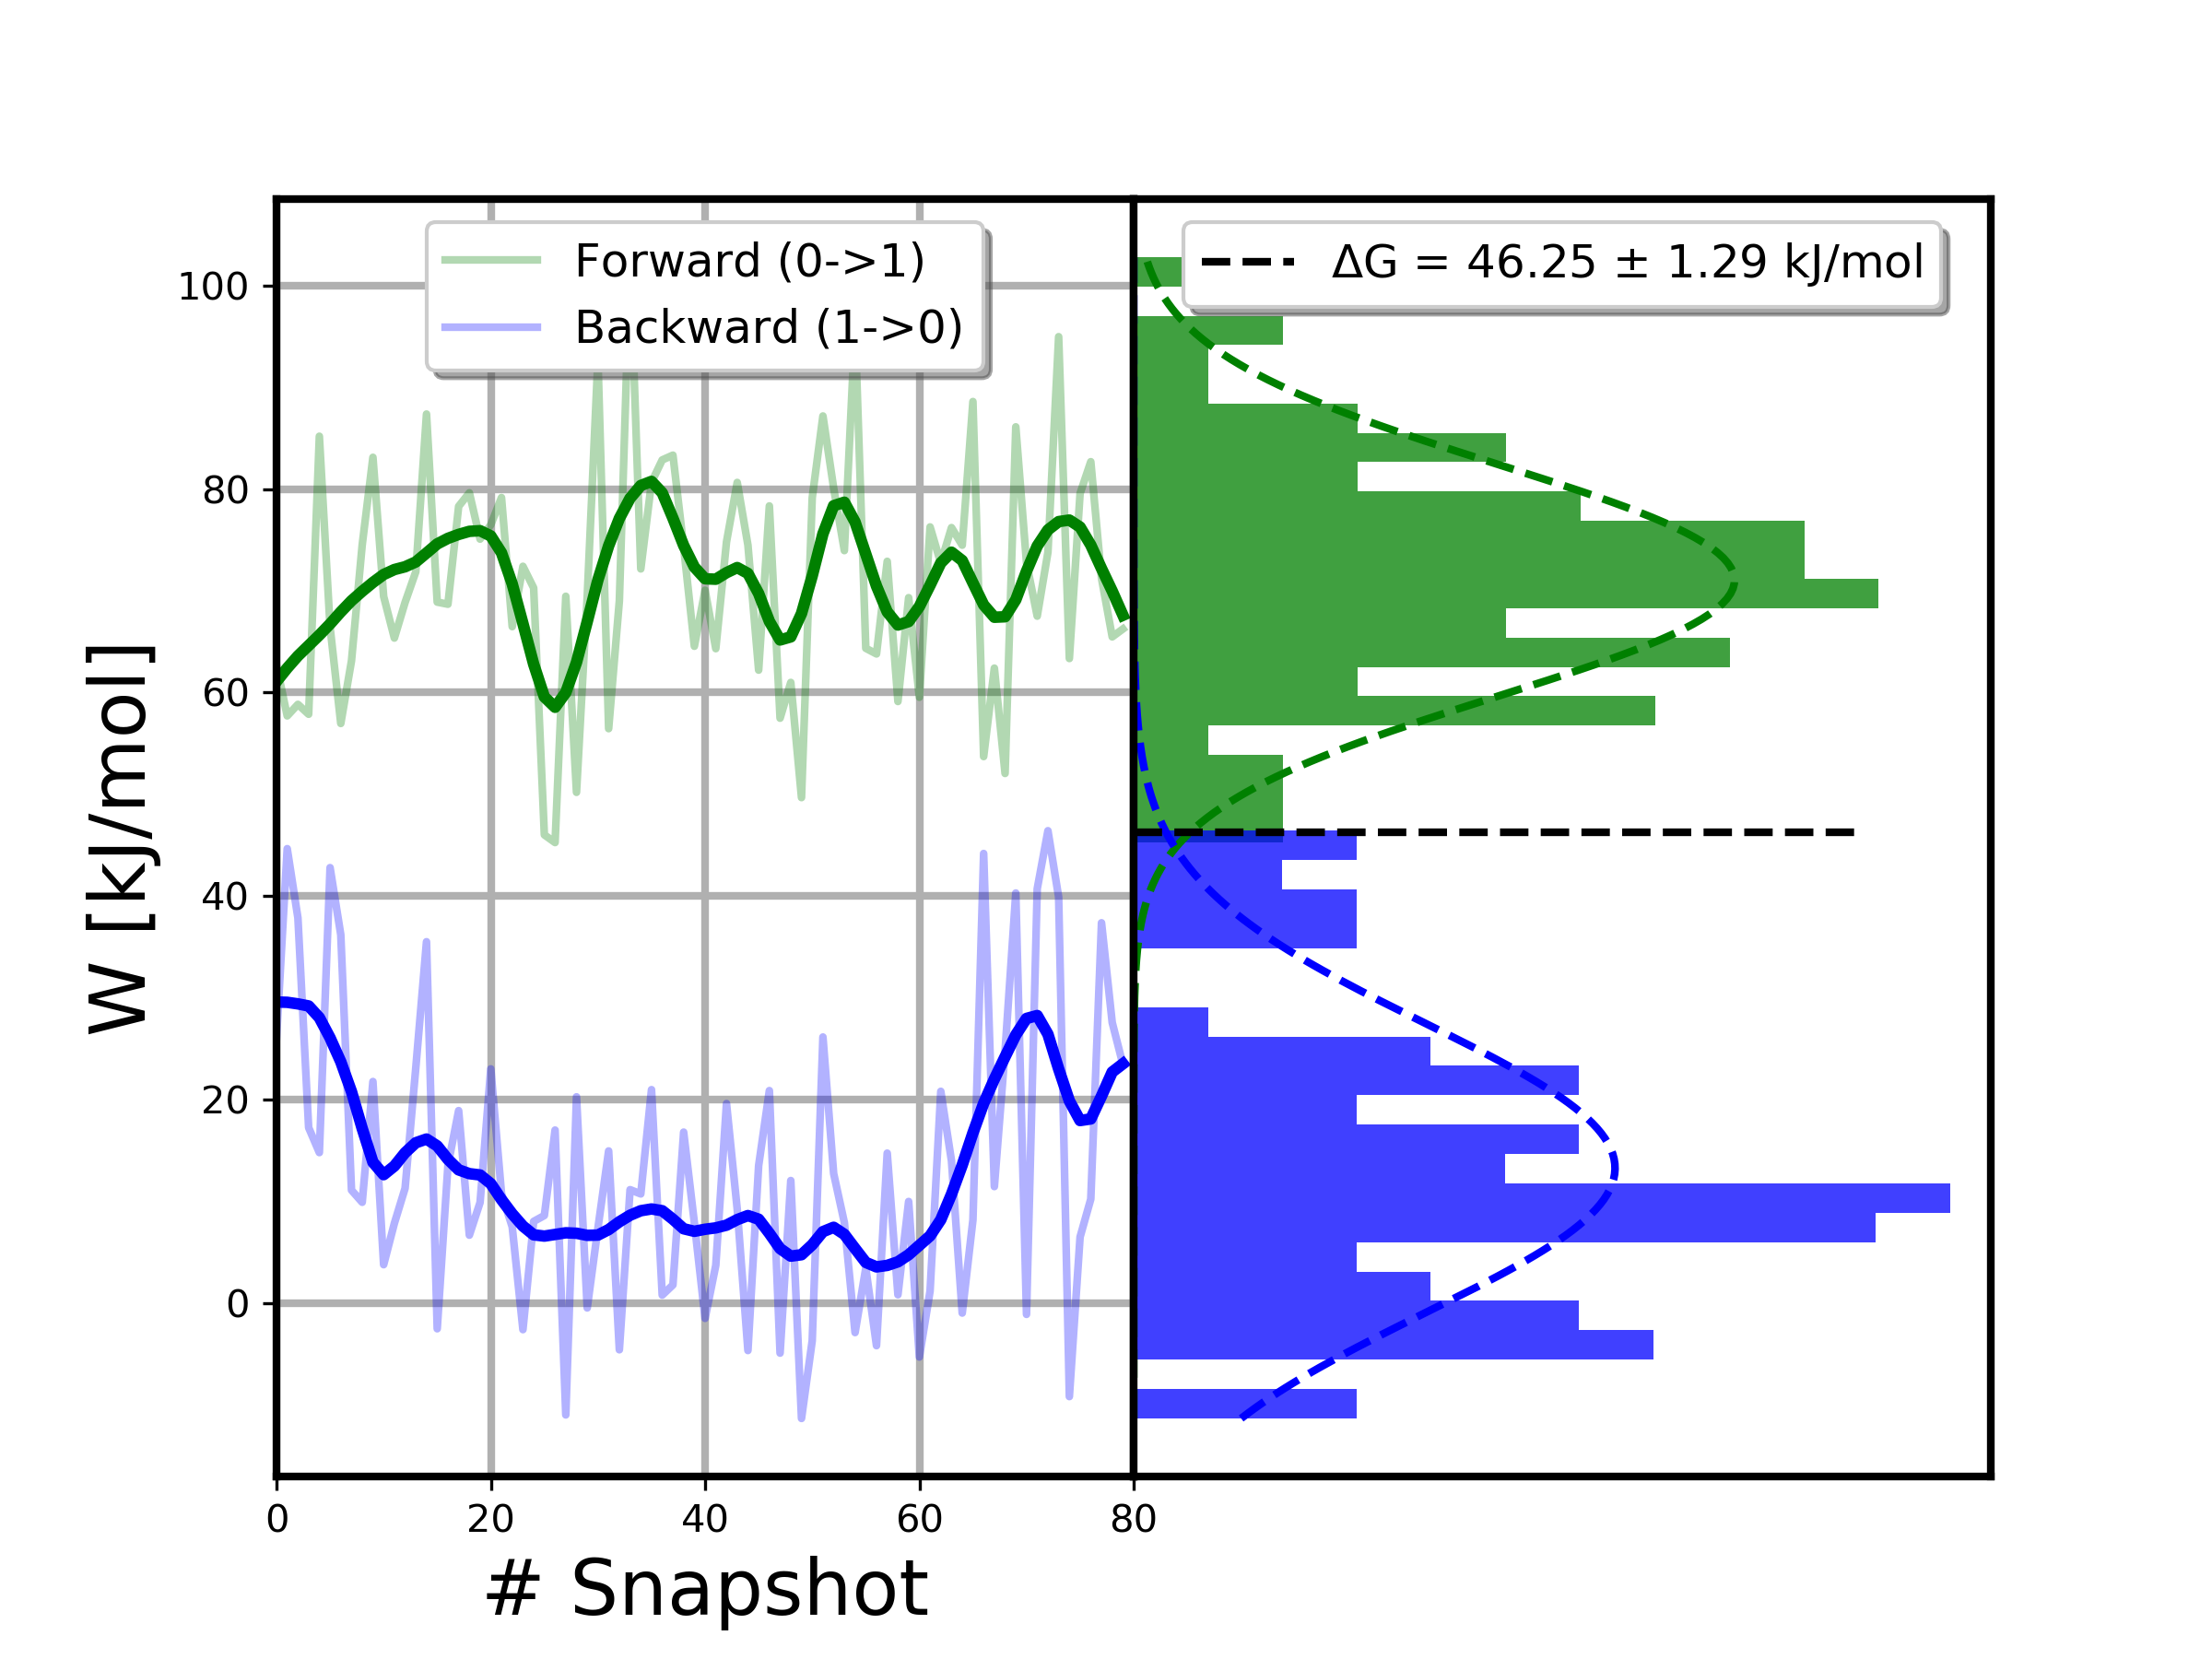 Forward (0->1)
Backward (1->0)
ΔG = 46.25 ± 1.29 kJ/mol
W [kJ/mol]
100
80
60
40
20
0
0 20 40 60 80
# Snapshot